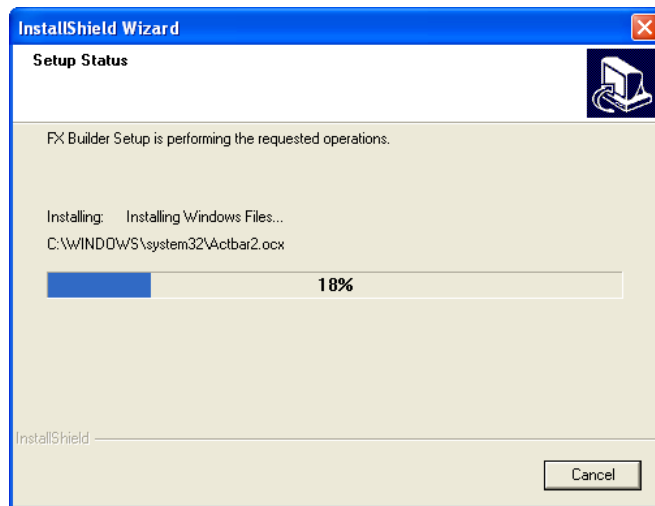 InstallShield Wizard
Setup Status
FX Builder Setup is performing the requested operations.
Installing: Installing Windows Files...
C:\WINDOWS\system32\Actbar2.ocx
18%
InstallShield
Cancel